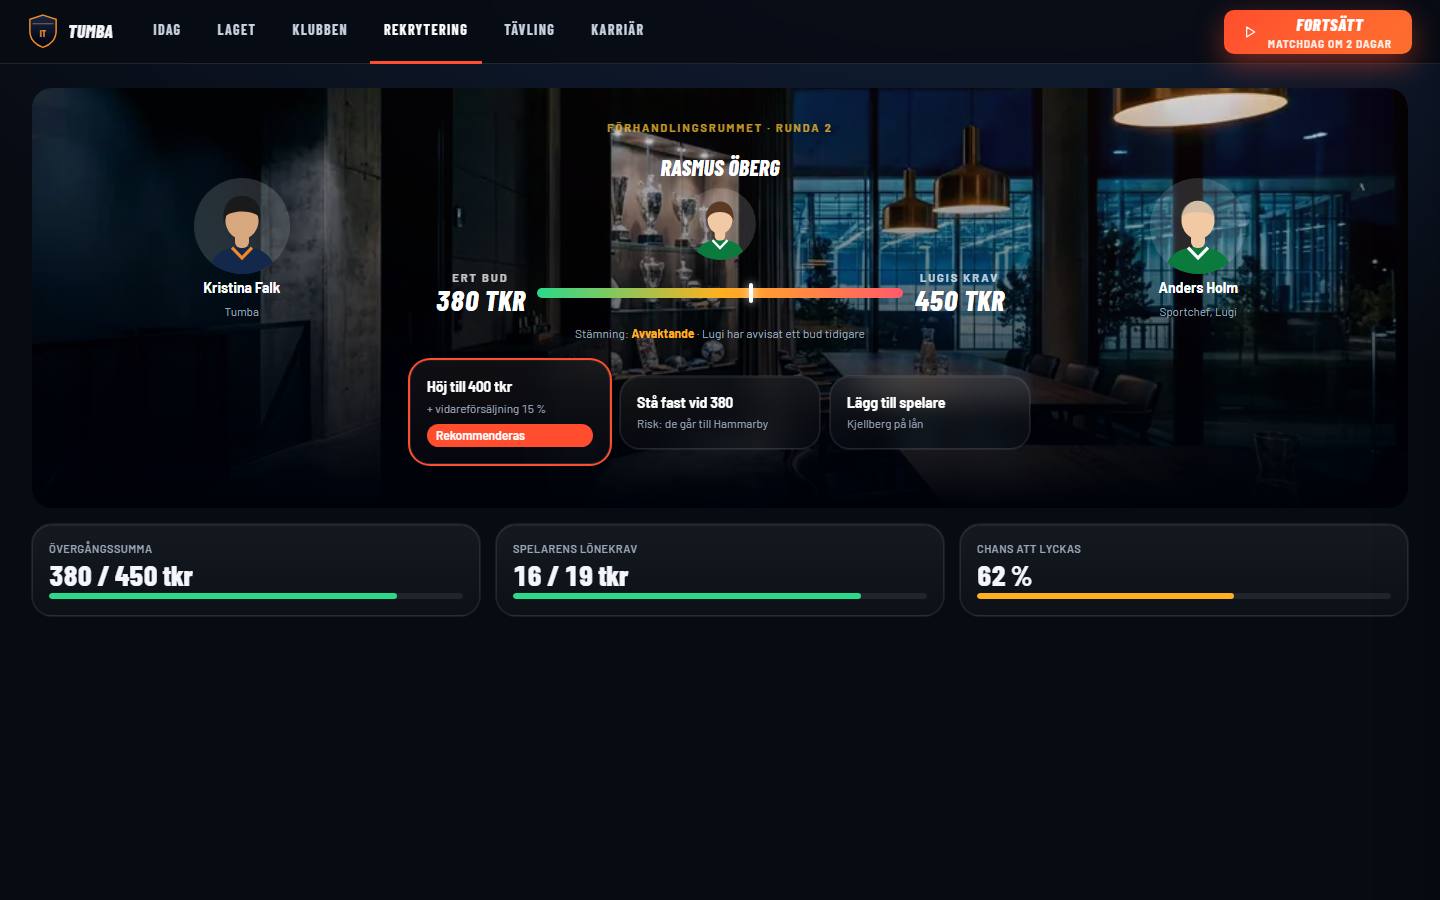 IT
TUMBA
IDAG
LAGET
KLUBBEN
REKRYTERING
TÄVLING
KARRIÄR
FORTSÄTT
MATCHDAG OM 2 DAGAR
FÖRHANDLINGSRUMMET · RUNDA 2
RASMUS ÖBERG
Kristina Falk
Tumba
Anders Holm
Sportchef, Lugi
ERT BUD
380 TKR
LUGIS KRAV
450 TKR
Stämning: Avvaktande · Lugi har avvisat ett bud tidigare
Höj till 400 tkr
+ vidareförsäljning 15 %
Rekommenderas
Stå fast vid 380
Risk: de går till Hammarby
Lägg till spelare
Kjellberg på lån
ÖVERGÅNGSSUMMA
380 / 450 tkr
SPELARENS LÖNEKRAV
16 / 19 tkr
CHANS ATT LYCKAS
62 %